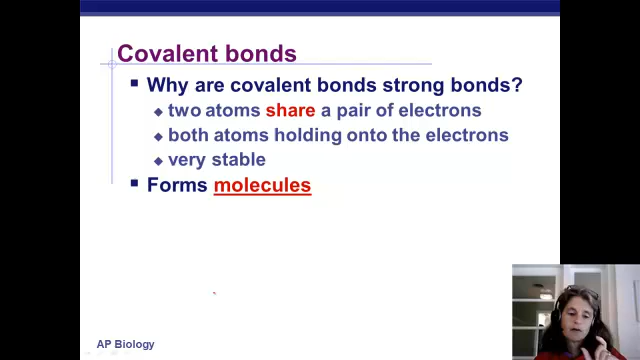 Covalent bonds
Why are covalent bonds strong bonds?
two atoms share a pair of electrons
both atoms holding onto the electrons
very stable
Forms molecules
AP Biology